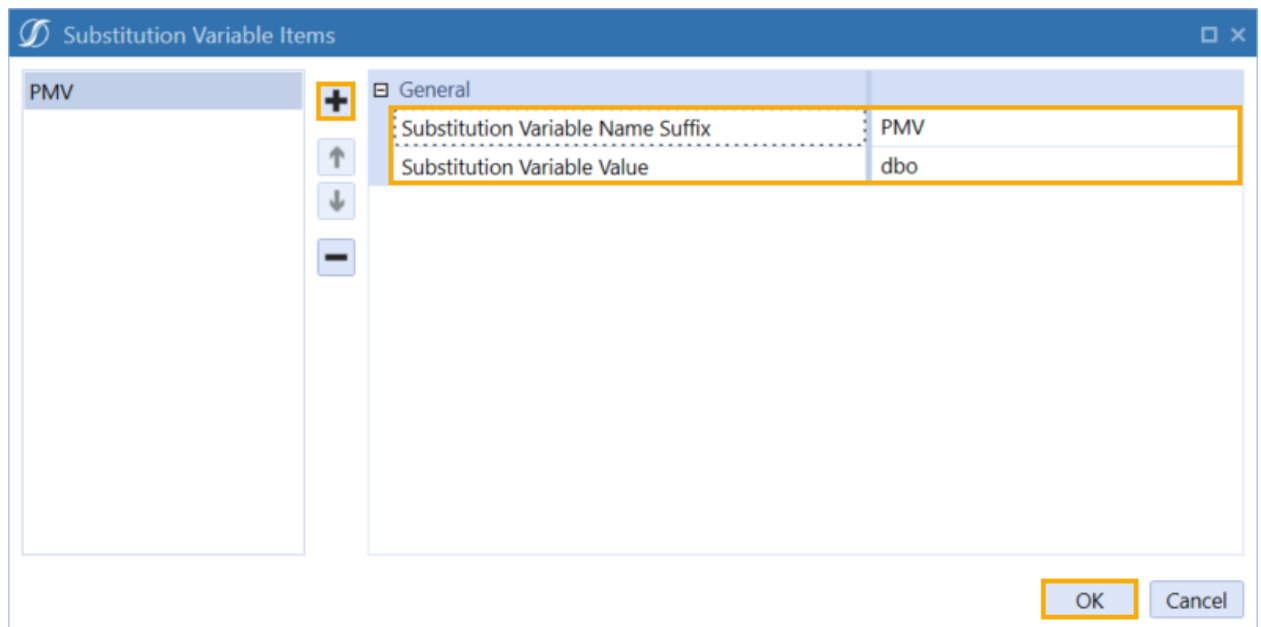 Substitution Variable Items
PMV
General
Substitution Variable Name Suffix PMV
Substitution Variable Value dbo
OK Cancel